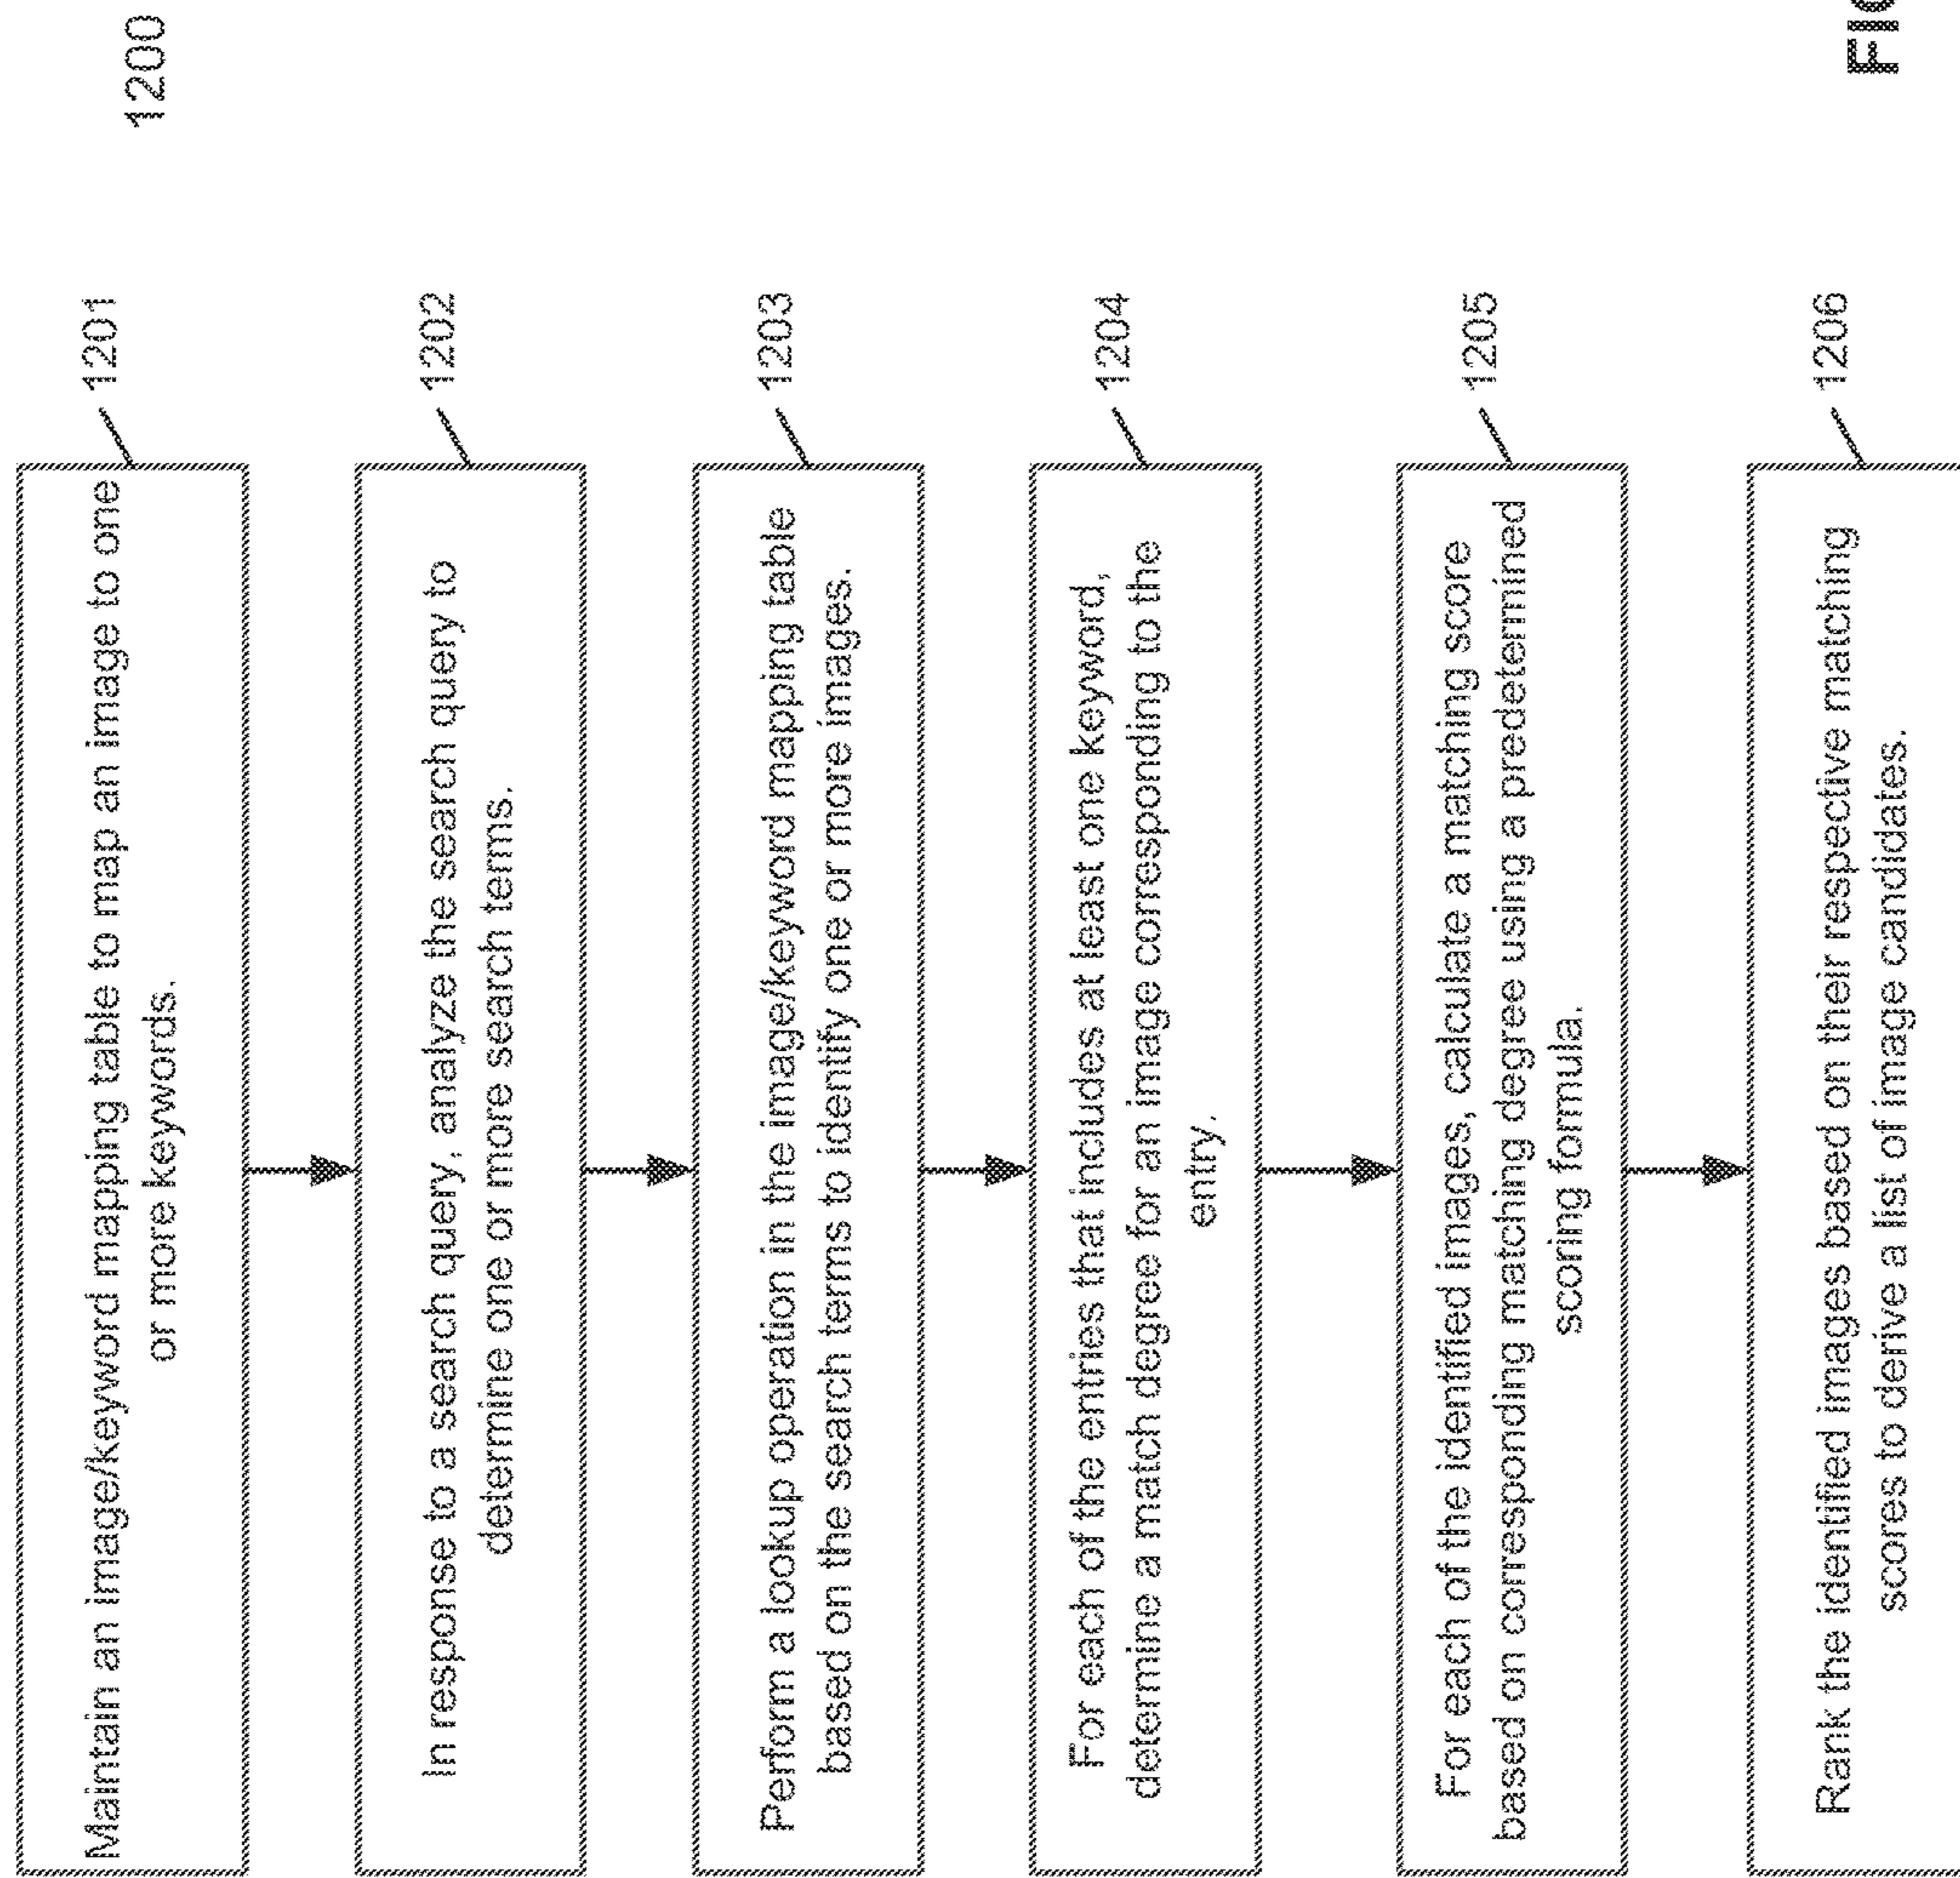 1200
Maintain an image/keyword mapping table to map an image to one
or more keywords.
1201
In response to a search query, analyze the search query to
determine one or more search terms.
1202
Perform a lookup operation in the image/keyword mapping table
based on the search terms to identify one or more images.
1203
For each of the entries that includes at least one keyword,
determine a match degree for an image corresponding to the
entry.
1204
For each of the identified images, calculate a matching score
based on corresponding matching degree using a predetermined
scoring formula.
1205
Rank the identified images based on their respective matching
scores to derive a list of image candidates.
1206